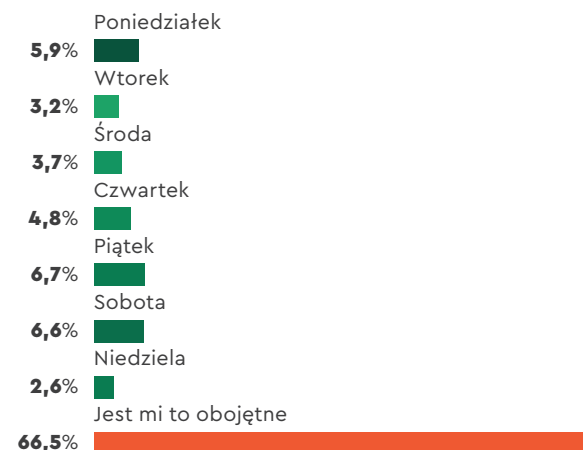 Poniedziałek
5,9%
Wtorek
3,2%
Środa
3,7%
Czwartek
4,8%
Piątek
6,7%
Sobota
6,6%
Niedziela
2,6%
Jest mi to obojętne
66,5%